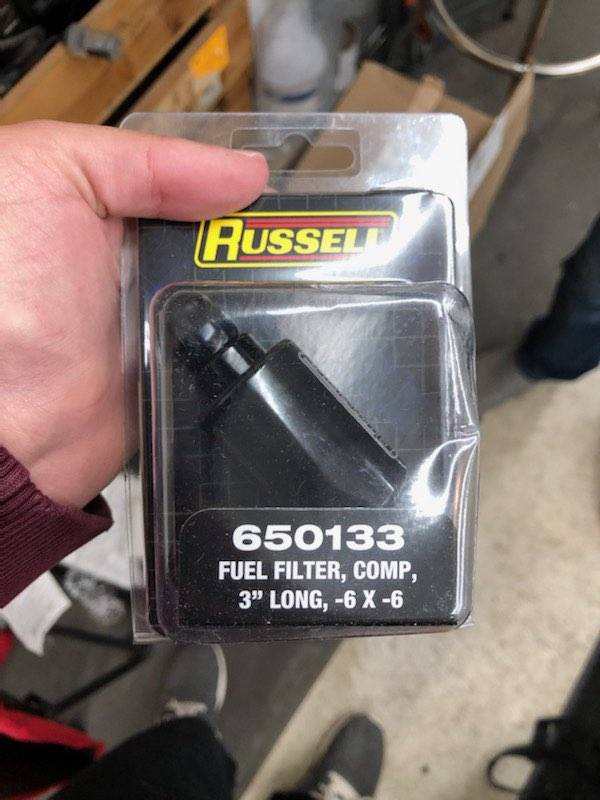 RUSSELL
650133
FUEL FILTER, COMP,
3" LONG, -6 X -6